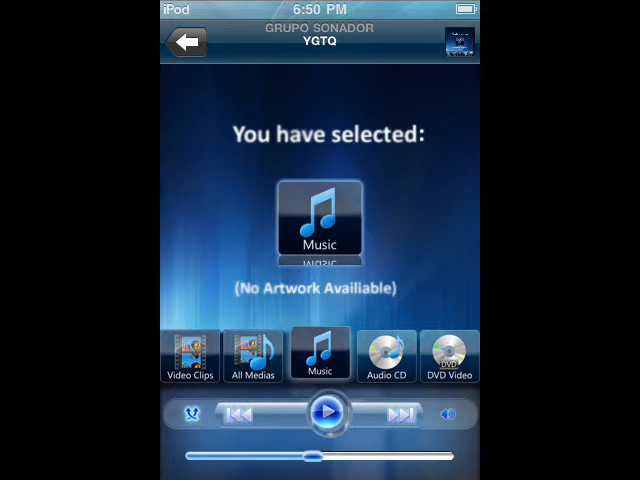 iPod 6:50 PM
GRUPO SONADOR
YGTQ
You have selected:
Music
(No Artwork Availiable)
Video Clips All Medias Music Audio CD DVD Video
DVD